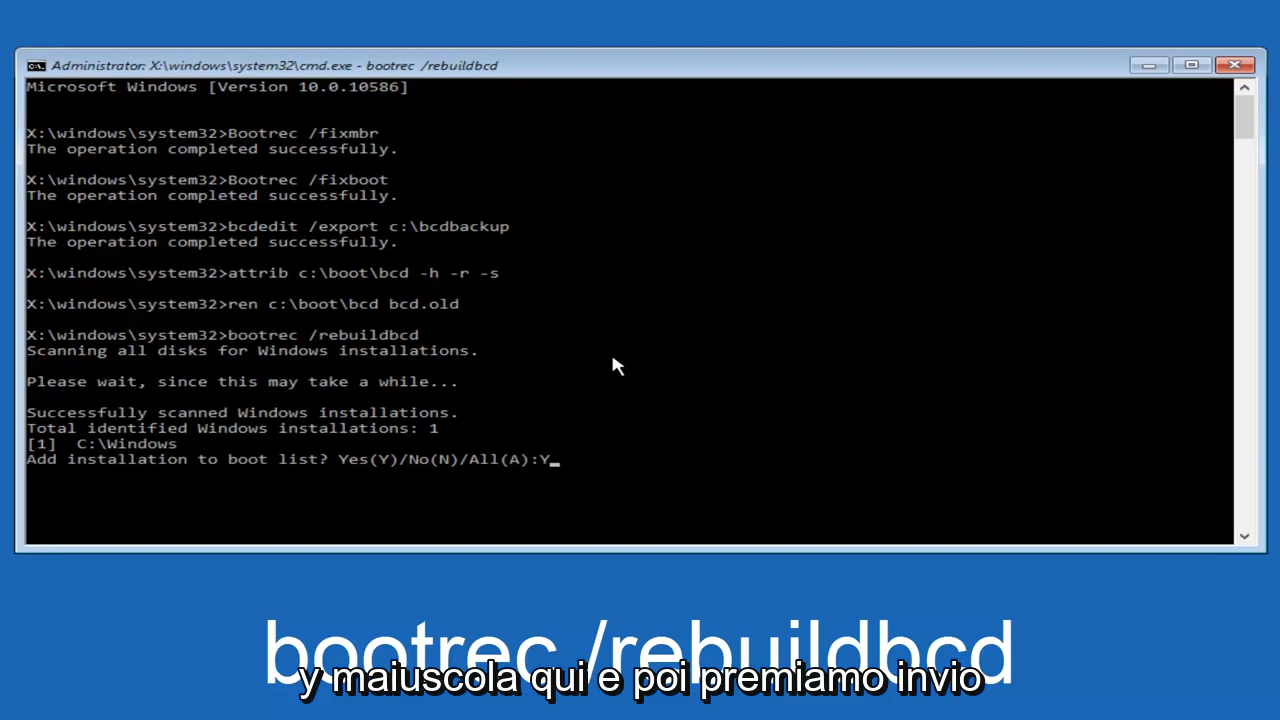 Administrator: X:\windows\system32\cmd.exe - bootrec /rebuildbcd
Microsoft Windows [Version 10.0.10586]
X:\windows\system32>Bootrec /fixmbr
The operation completed successfully.
X:\windows\system32>Bootrec /fixboot
The operation completed successfully.
X:\windows\system32>bcdedit /export c:\bcdbackup
The operation completed successfully.
X:\windows\system32>attrib c:\boot\bcd -h -r -s
X:\windows\system32>ren c:\boot\bcd bcd.old
X:\windows\system32>bootrec /rebuildbcd
Scanning all disks for Windows installations.
Please wait, since this may take a while...
Successfully scanned Windows installations.
Total identified Windows installations: 1
[1]  C:\Windows
Add installation to boot list? Yes(Y)/No(N)/All(A):Y_
bootrec /rebuildbcd
y maiuscola qui e poi premiamo invio